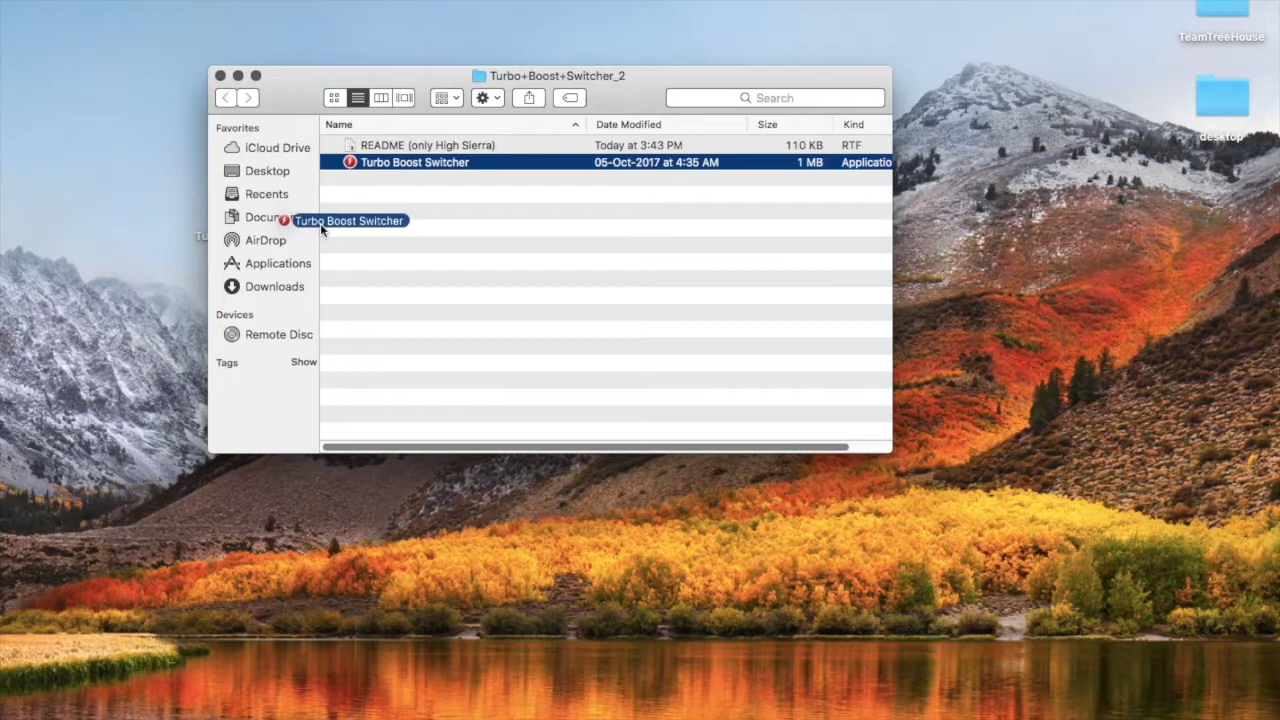 TeamTreeHouse
desktop
Turbo+Boost+Switcher_2
Search
Favorites
iCloud Drive
Desktop
Recents
AirDrop
Applications
Downloads
Devices
Remote Disc
Tags Show
Name Date Modified Size Kind
README (only High Sierra) Today at 3:43 PM 110 KB RTF
Turbo Boost Switcher 05-Oct-2017 at 4:35 AM 1 MB Applicatio
Turbo Boost Switcher